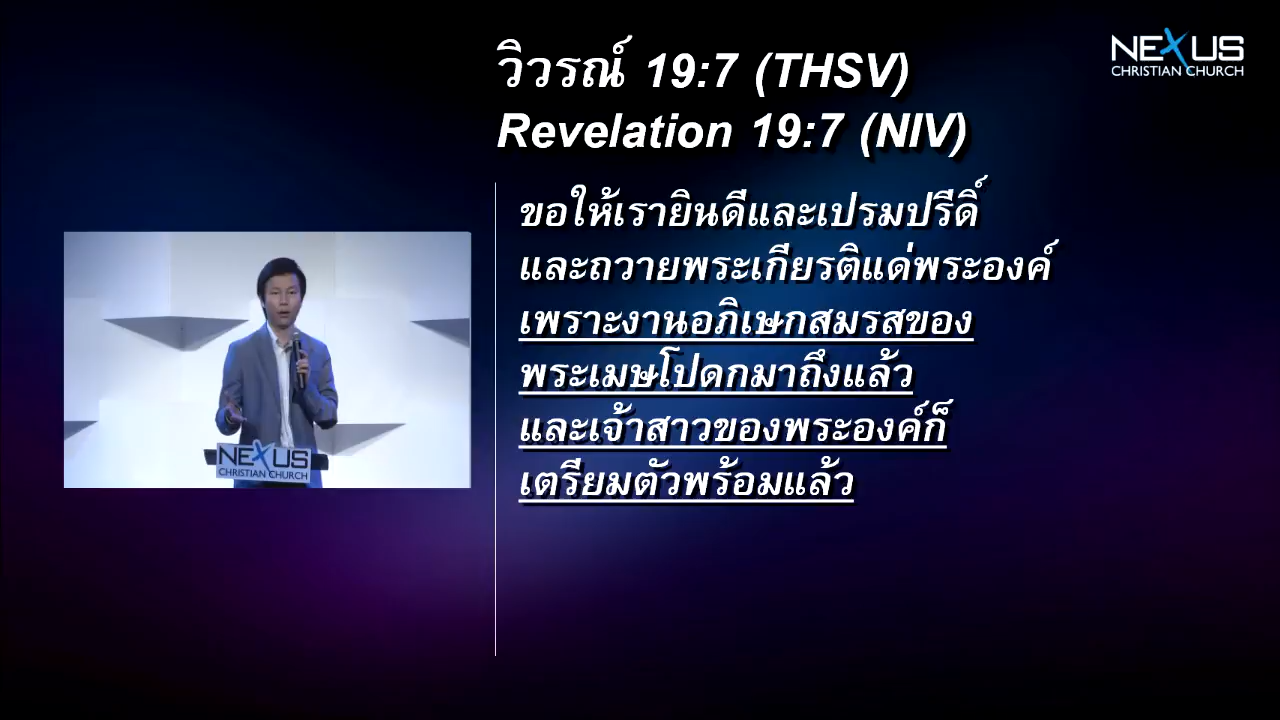 วิวรณ์ 19:7 (THSV)
Revelation 19:7 (NIV)
NEXUS
CHRISTIAN CHURCH
ขอให้เรายินดีและเปรมปรีดิ์
และถวายพระเกียรติแด่พระองค์
เพราะงานอภิเษกสมรสของ
พระเมษโปดกมาถึงแล้ว
และเจ้าสาวของพระองค์ก็
เตรียมตัวพร้อมแล้ว
NEXUS
CHRISTIAN CHURCH